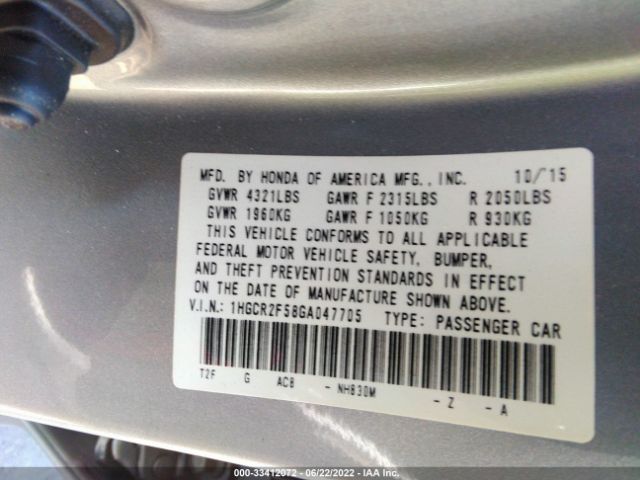 MFD. BY HONDA OF AMERICA MFG., INC. 10/15
GVWR 4321LBS GAWR F 2315LBS R 2050LBS
GVWR 1960KG GAWR F 1050KG R 930KG
THIS VEHICLE CONFORMS TO ALL APPLICABLE
FEDERAL MOTOR VEHICLE SAFETY, BUMPER,
AND THEFT PREVENTION STANDARDS IN EFFECT
ON THE DATE OF MANUFACTURE SHOWN ABOVE.
V.I.N.: 1HGCR2F58GA047705 TYPE: PASSENGER CAR
T2F G AC8 - NH830M - Z - A
000-33412072 - 06/22/2022 - IAA Inc.